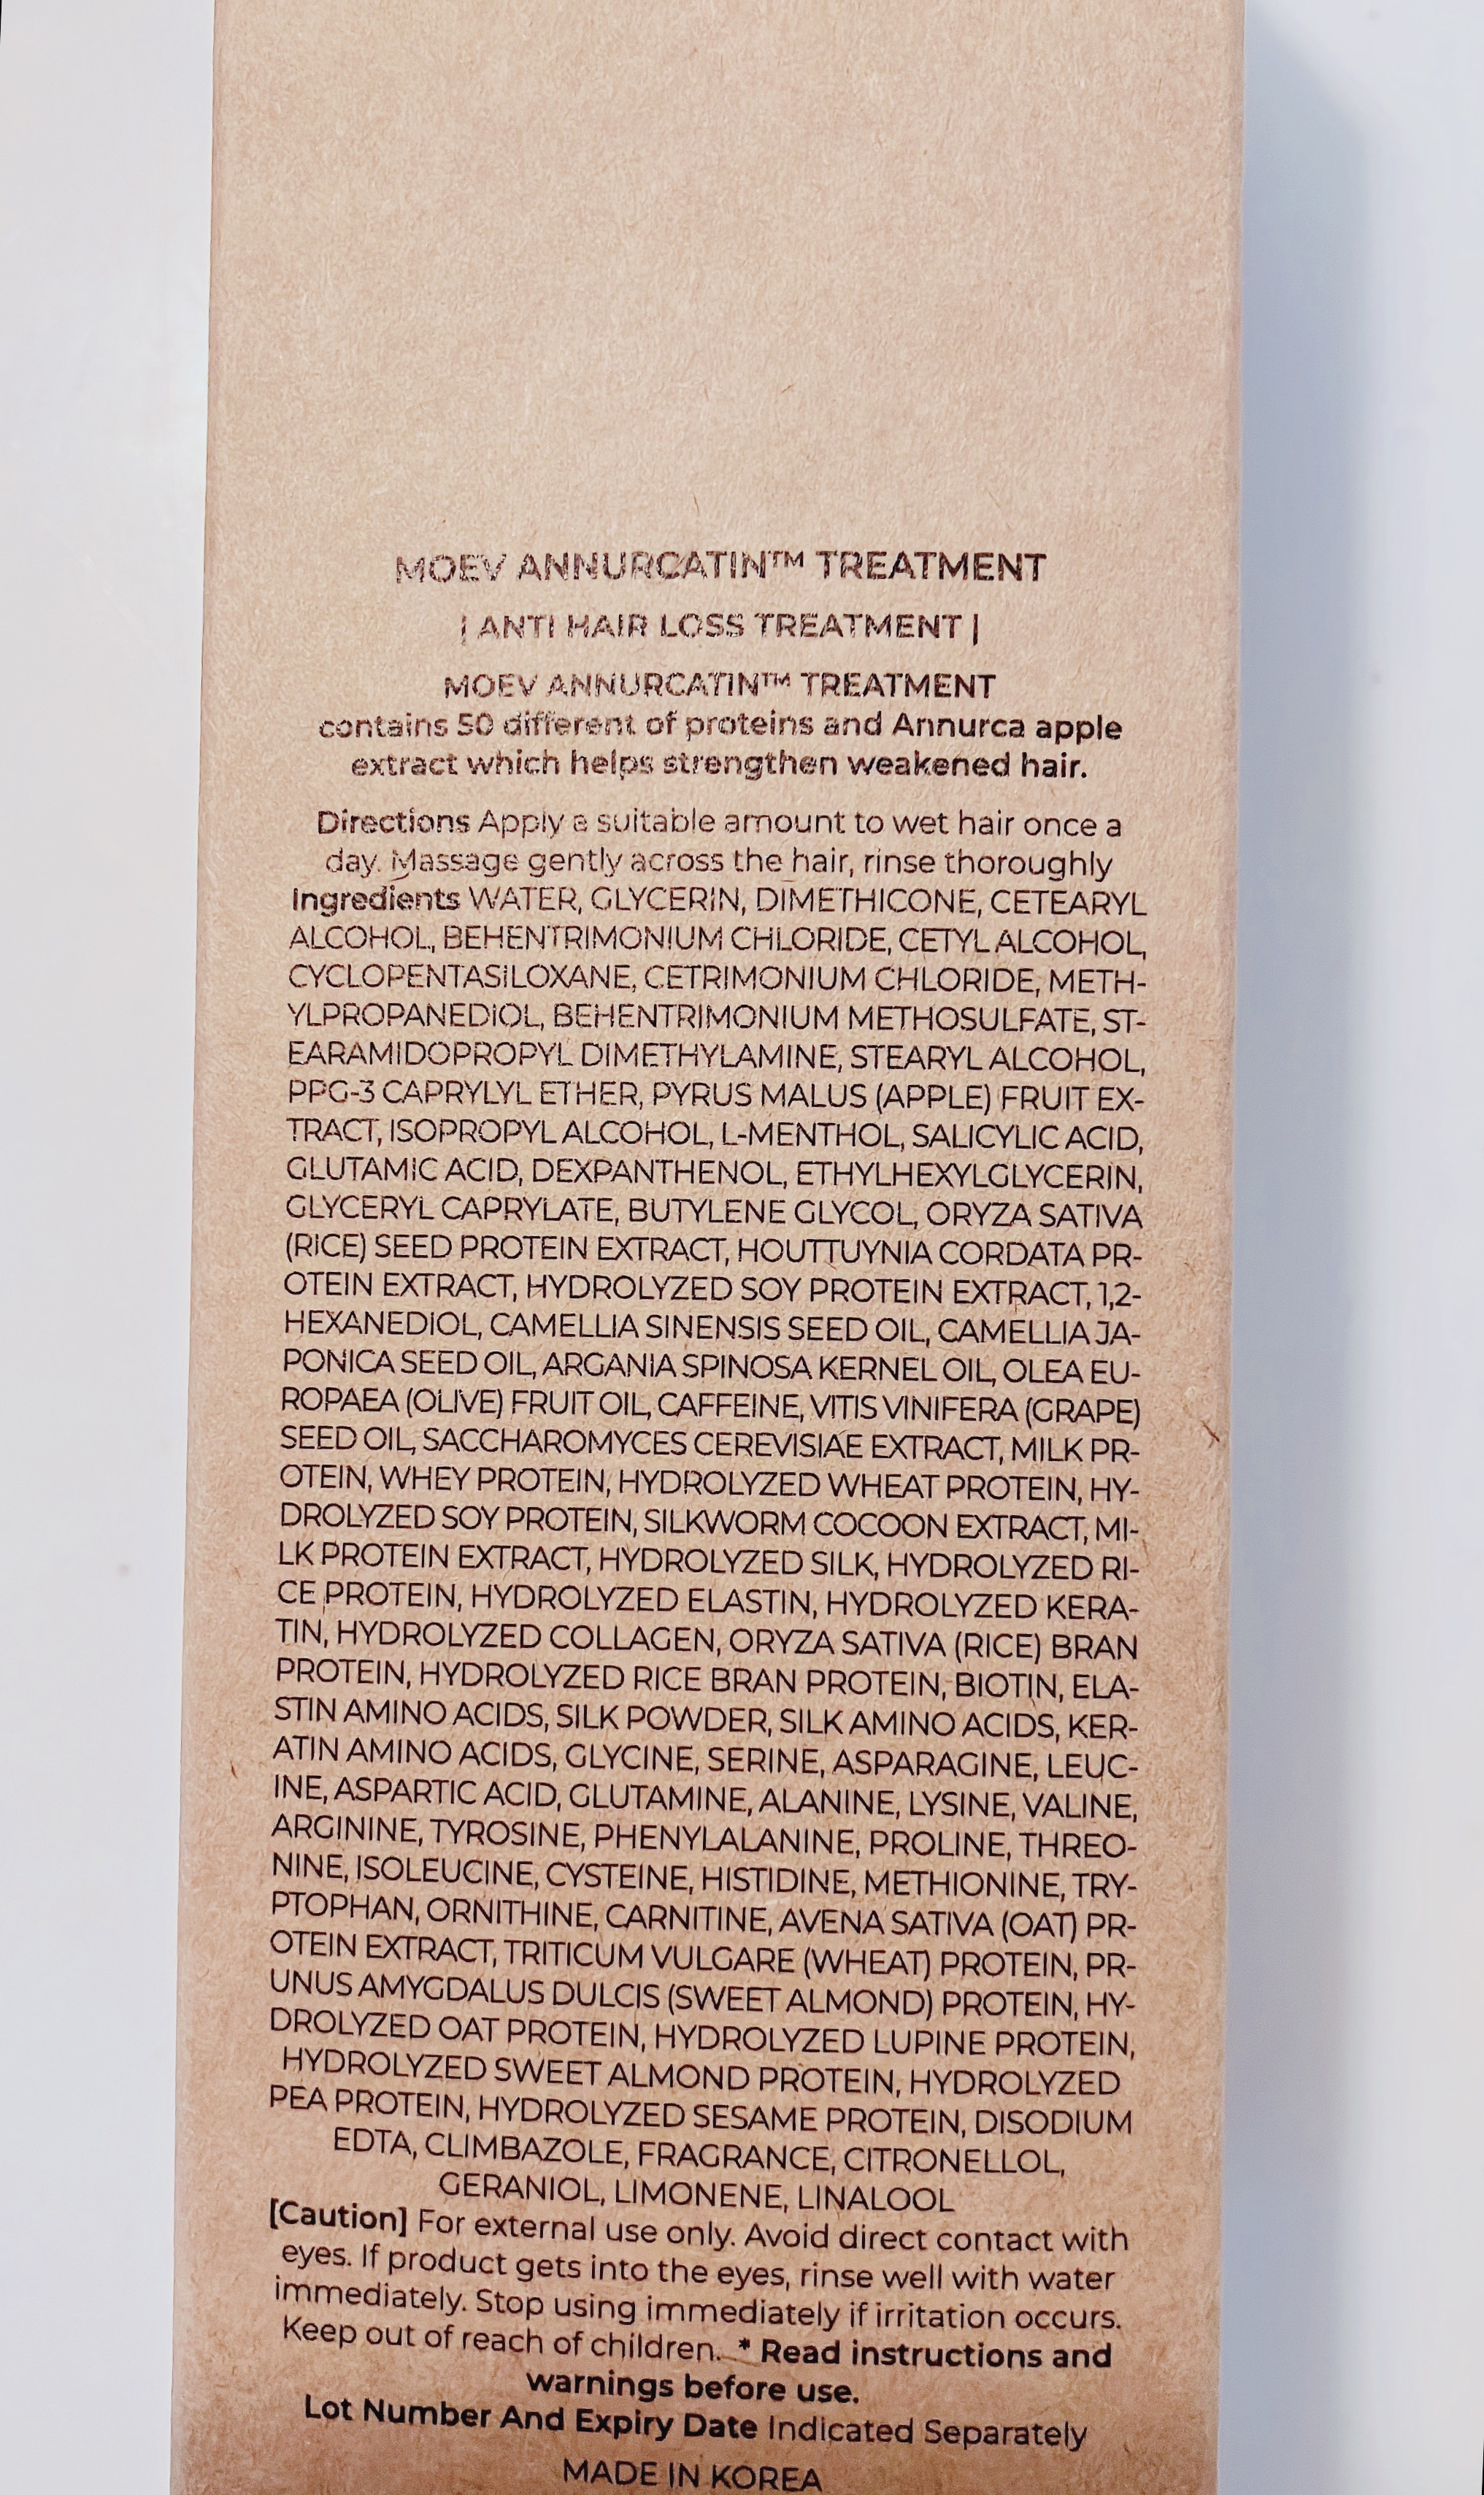 MOEV ANNURCATIN™ TREATMENT
| ANTI HAIR LOSS TREATMENT |
MOEV ANNURCATIN™ TREATMENT
contains 50 different of proteins and Annurca apple
extract which helps strengthen weakened hair.
Directions Apply a suitable amount to wet hair once a
day. Massage gently across the hair, rinse thoroughly
Ingredients WATER, GLYCERIN, DIMETHICONE, CETEARYL
ALCOHOL, BEHENTRIMONIUM CHLORIDE, CETYL ALCOHOL,
CYCLOPENTASILOXANE, CETRIMONIUM CHLORIDE, METH-
YLPROPANEDIOL, BEHENTRIMONIUM METHOSULFATE, ST-
EARAMIDOPROPYL DIMETHYLAMINE, STEARYL ALCOHOL,
PPG-3 CAPRYLYL ETHER, PYRUS MALUS (APPLE) FRUIT EX-
TRACT, ISOPROPYL ALCOHOL, L-MENTHOL, SALICYLIC ACID,
GLUTAMIC ACID, DEXPANTHENOL, ETHYLHEXYLGLYCERIN,
GLYCERYL CAPRYLATE, BUTYLENE GLYCOL, ORYZA SATIVA
(RICE) SEED PROTEIN EXTRACT, HOUTTUYNIA CORDATA PR-
OTEIN EXTRACT, HYDROLYZED SOY PROTEIN EXTRACT, 1,2-
HEXANEDIOL, CAMELLIA SINENSIS SEED OIL, CAMELLIA JA-
PONICA SEED OIL, ARGANIA SPINOSA KERNEL OIL, OLEA EU-
ROPAEA (OLIVE) FRUIT OIL, CAFFEINE, VITIS VINIFERA (GRAPE)
SEED OIL, SACCHAROMYCES CEREVISIAE EXTRACT, MILK PR-
OTEIN, WHEY PROTEIN, HYDROLYZED WHEAT PROTEIN, HY-
DROLYZED SOY PROTEIN, SILKWORM COCOON EXTRACT, MI-
LK PROTEIN EXTRACT, HYDROLYZED SILK, HYDROLYZED RI-
CE PROTEIN, HYDROLYZED ELASTIN, HYDROLYZED KERA-
TIN, HYDROLYZED COLLAGEN, ORYZA SATIVA (RICE) BRAN
PROTEIN, HYDROLYZED RICE BRAN PROTEIN, BIOTIN, ELA-
STIN AMINO ACIDS, SILK POWDER, SILK AMINO ACIDS, KER-
ATIN AMINO ACIDS, GLYCINE, SERINE, ASPARAGINE, LEUC-
INE, ASPARTIC ACID, GLUTAMINE, ALANINE, LYSINE, VALINE,
ARGININE, TYROSINE, PHENYLALANINE, PROLINE, THREO-
NINE, ISOLEUCINE, CYSTEINE, HISTIDINE, METHIONINE, TRY-
PTOPHAN, ORNITHINE, CARNITINE, AVENA SATIVA (OAT) PR-
OTEIN EXTRACT, TRITICUM VULGARE (WHEAT) PROTEIN, PR-
UNUS AMYGDALUS DULCIS (SWEET ALMOND) PROTEIN, HY-
DROLYZED OAT PROTEIN, HYDROLYZED LUPINE PROTEIN,
HYDROLYZED SWEET ALMOND PROTEIN, HYDROLYZED
PEA PROTEIN, HYDROLYZED SESAME PROTEIN, DISODIUM
EDTA, CLIMBAZOLE, FRAGRANCE, CITRONELLOL,
GERANIOL, LIMONENE, LINALOOL
[Caution] For external use only. Avoid direct contact with
eyes. If product gets into the eyes, rinse well with water
immediately. Stop using immediately if irritation occurs.
Keep out of reach of children. * Read instructions and
warnings before use.
Lot Number And Expiry Date Indicated Separately
MADE IN KOREA